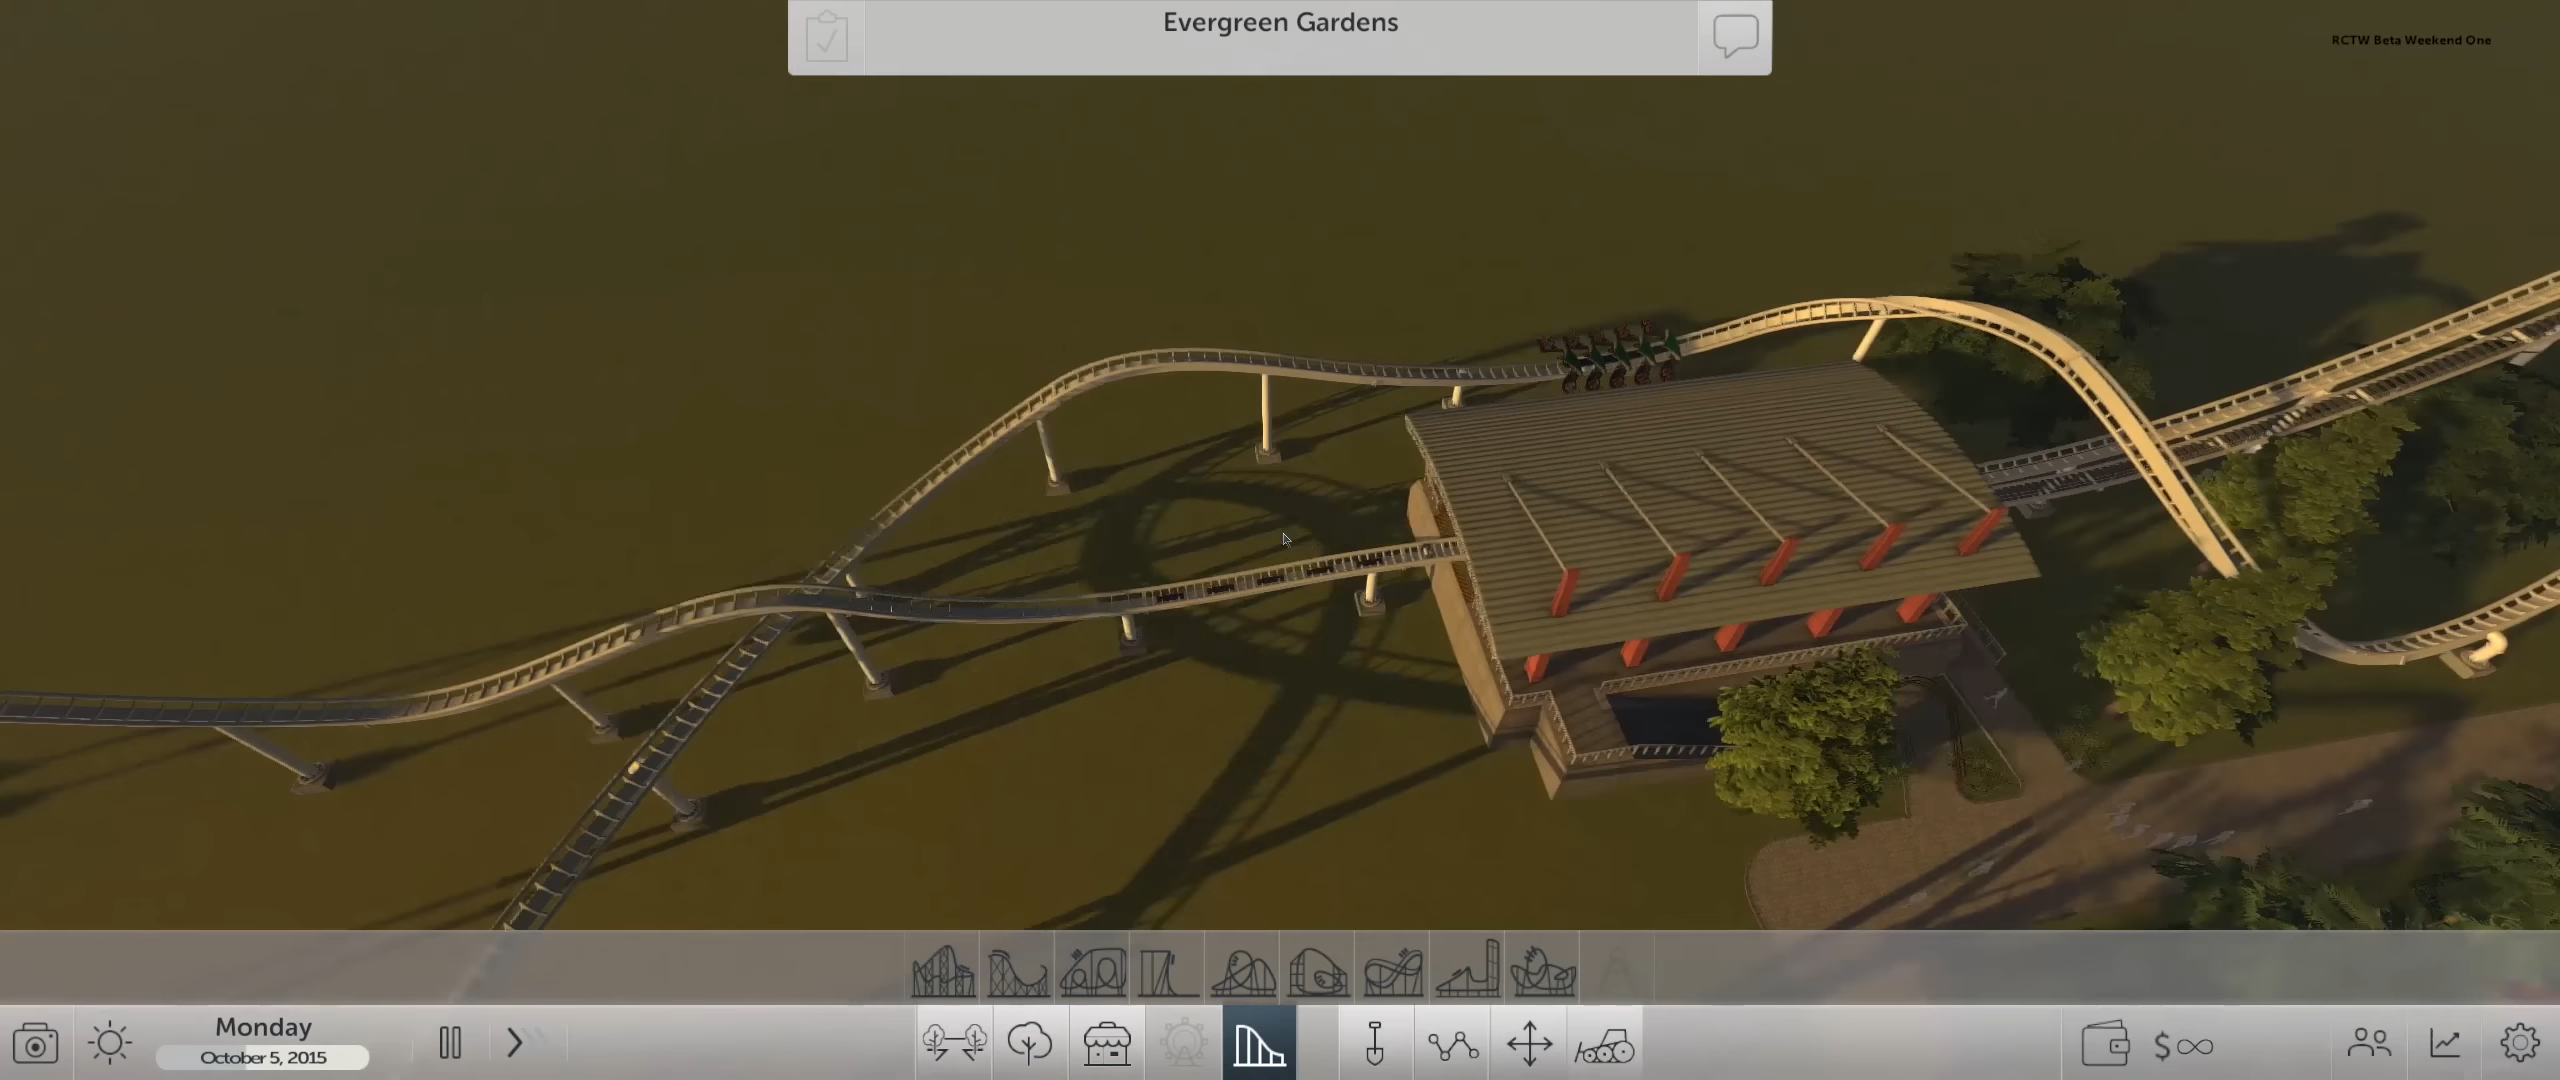 Evergreen Gardens
RCTW Beta Weekend One
Monday
October 5, 2015
$∞